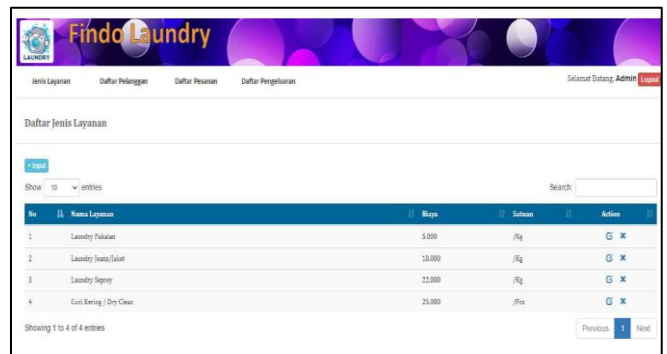 Findo Laundry
LAUNDRY
Jenis Layanan Daftar Pelanggan Daftar Pesanan Daftar Pengeluaran Selamat Datang, Admin Logout
Daftar Jenis Layanan
+ Input
Show 10 entries Search:
No Nama Layanan Biaya Satuan Action
1 Laundry Pakaian 5.000 /Kg
2 Laundry Jeans/Jaket 10.000 /Kg
3 LaundrySeprey 22.000 /Kg
4 Cuci Kering / Dry Clean 25.000 /Pcs
Showing 1 to 4 of 4 entries Previous 1 Next